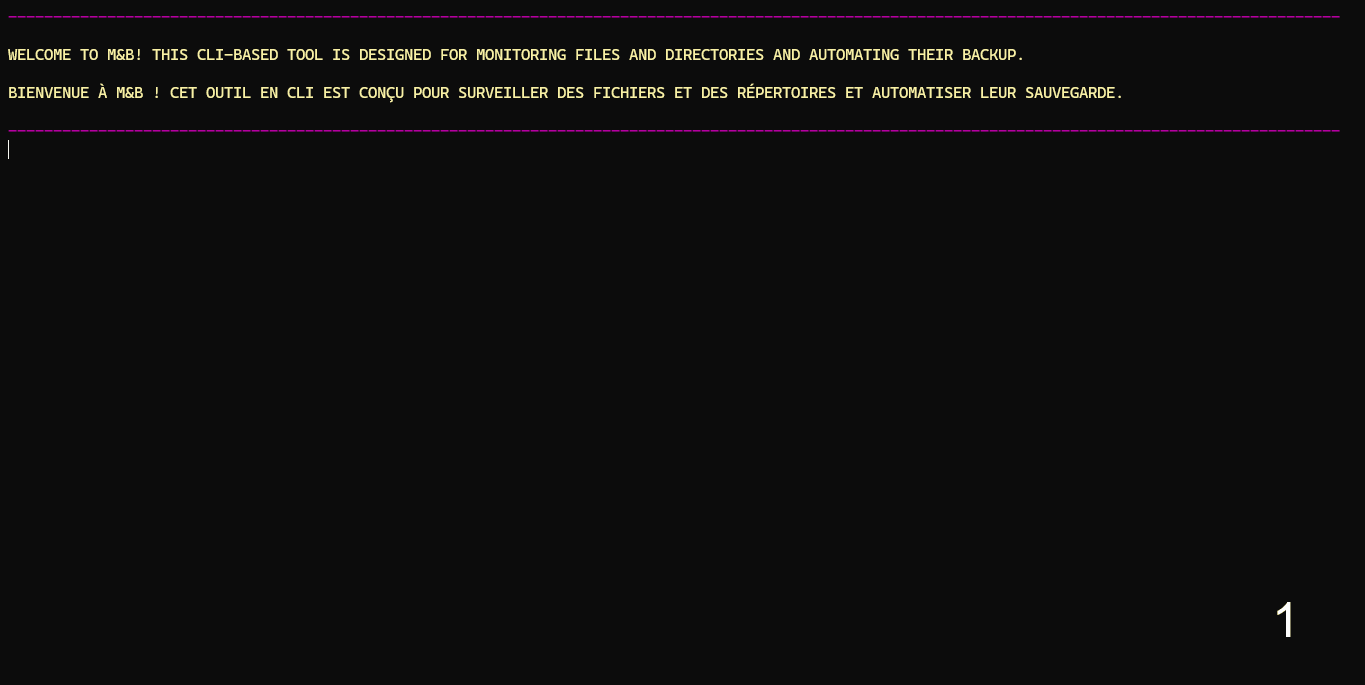 WELCOME TO M&B! THIS CLI-BASED TOOL IS DESIGNED FOR MONITORING FILES AND DIRECTORIES AND AUTOMATING THEIR BACKUP.
BIENVENUE À M&B ! CET OUTIL EN CLI EST CONÇU POUR SURVEILLER DES FICHIERS ET DES RÉPERTOIRES ET AUTOMATISER LEUR SAUVEGARDE.
1